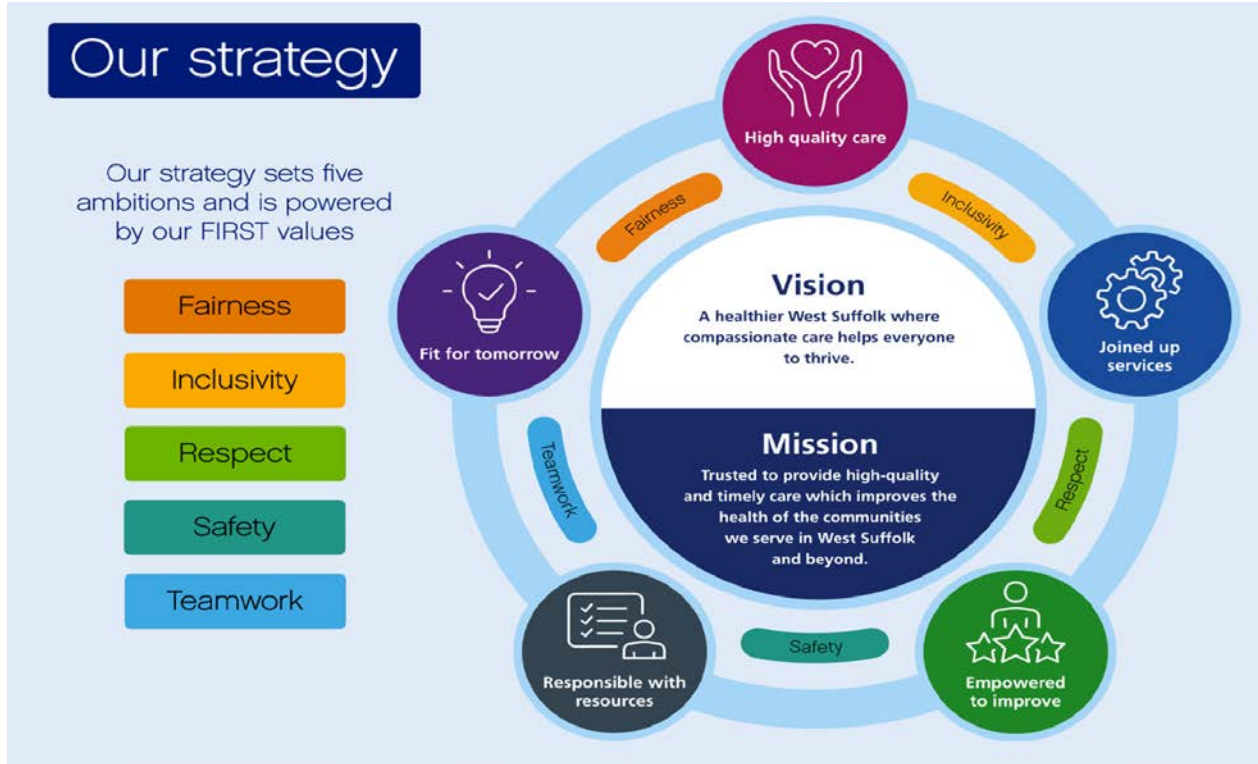 Our strategy
Our strategy sets five
ambitions and is powered
by our FIRST values
Fairness
Inclusivity
Respect
Safety
Teamwork
High quality care
Fairness
Inclusivity
Fit for tomorrow
Joined up
services
Vision
A healthier West Suffolk where
compassionate care helps everyone
to thrive.
Mission
Trusted to provide high-quality
and timely care which improves the
health of the communities
we serve in West Suffolk
and beyond.
Teamwork
Respect
Responsible with
resources
Safety
Empowered
to improve